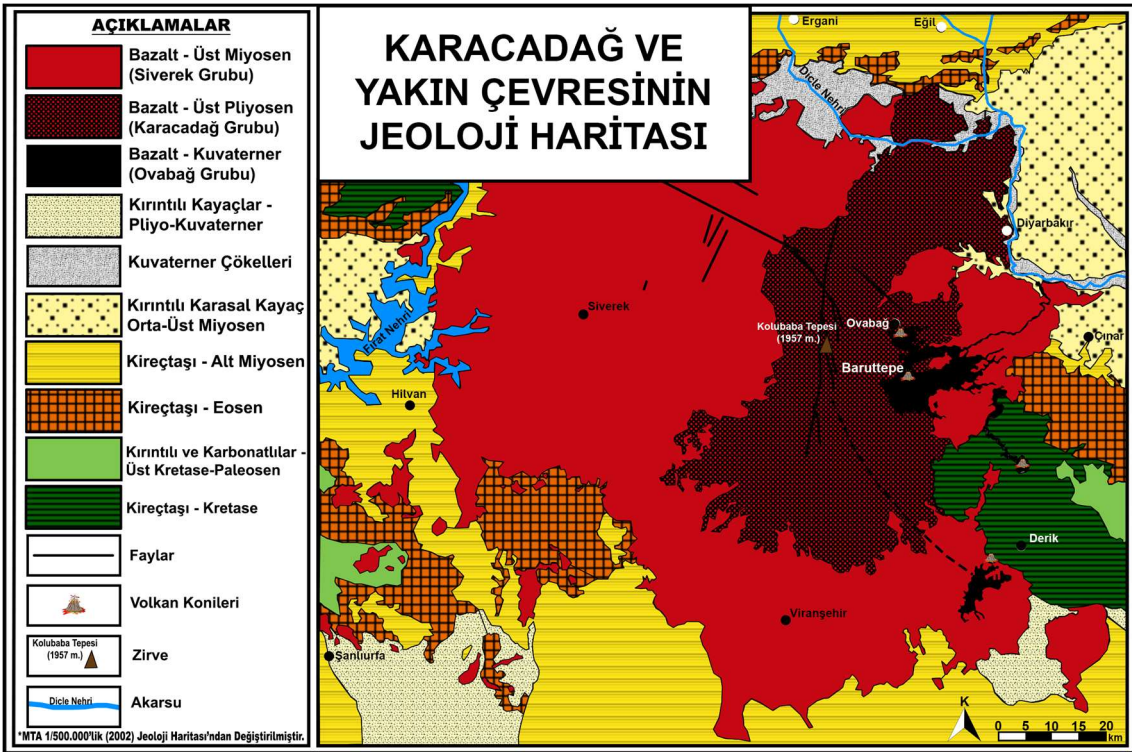 AÇIKLAMALAR
Bazalt - Üst Miyosen
(Siverek Grubu)
Bazalt - Üst Pliyosen
(Karacadağ Grubu)
Bazalt - Kuvaterner
(Ovabağ Grubu)
Kırıntılı Kayaçlar -
Pliyo-Kuvaterner
Kuvaterner Çökelleri
Kırıntılı Karasal Kayaç
Orta-Üst Miyosen
Kireçtaşı - Alt Miyosen
Kireçtaşı - Eosen
Kırıntılı ve Karbonatlılar -
Üst Kretase-Paleosen
Kireçtaşı - Kretase
Faylar
Volkan Konileri
Kolubaba Tepesi
(1957 m.)
Zirve
Dicle Nehri
Akarsu
*MTA 1/500.000'lik (2002) Jeoloji Haritası'ndan Değiştirilmiştir.
KARACADAĞ VE
YAKIN ÇEVRESİNİN
JEOLOJİ HARİTASI
Ergani
Eğil
Dicle Nehri
Diyarbakır
Siverek
Fırat Nehri
Kolubaba Tepesi
(1957 m.)
Ovabağ
Çınar
Baruttepe
Hilvan
Derik
Viranşehir
Şanlıurfa
K
0 5 10 15 20
km